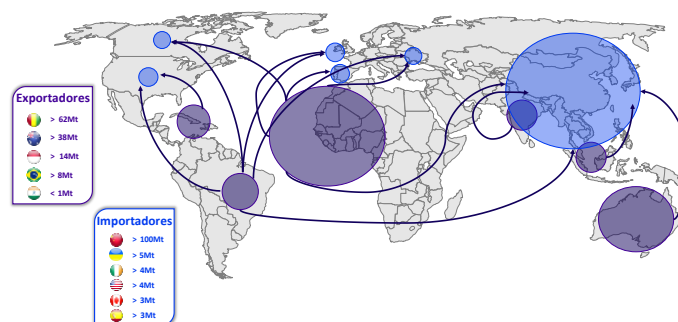 Exportadores
> 62Mt
> 38Mt
> 14Mt
> 8Mt
< 1Mt
Importadores
> 100Mt
> 5Mt
> 4Mt
> 4Mt
> 3Mt
> 3Mt